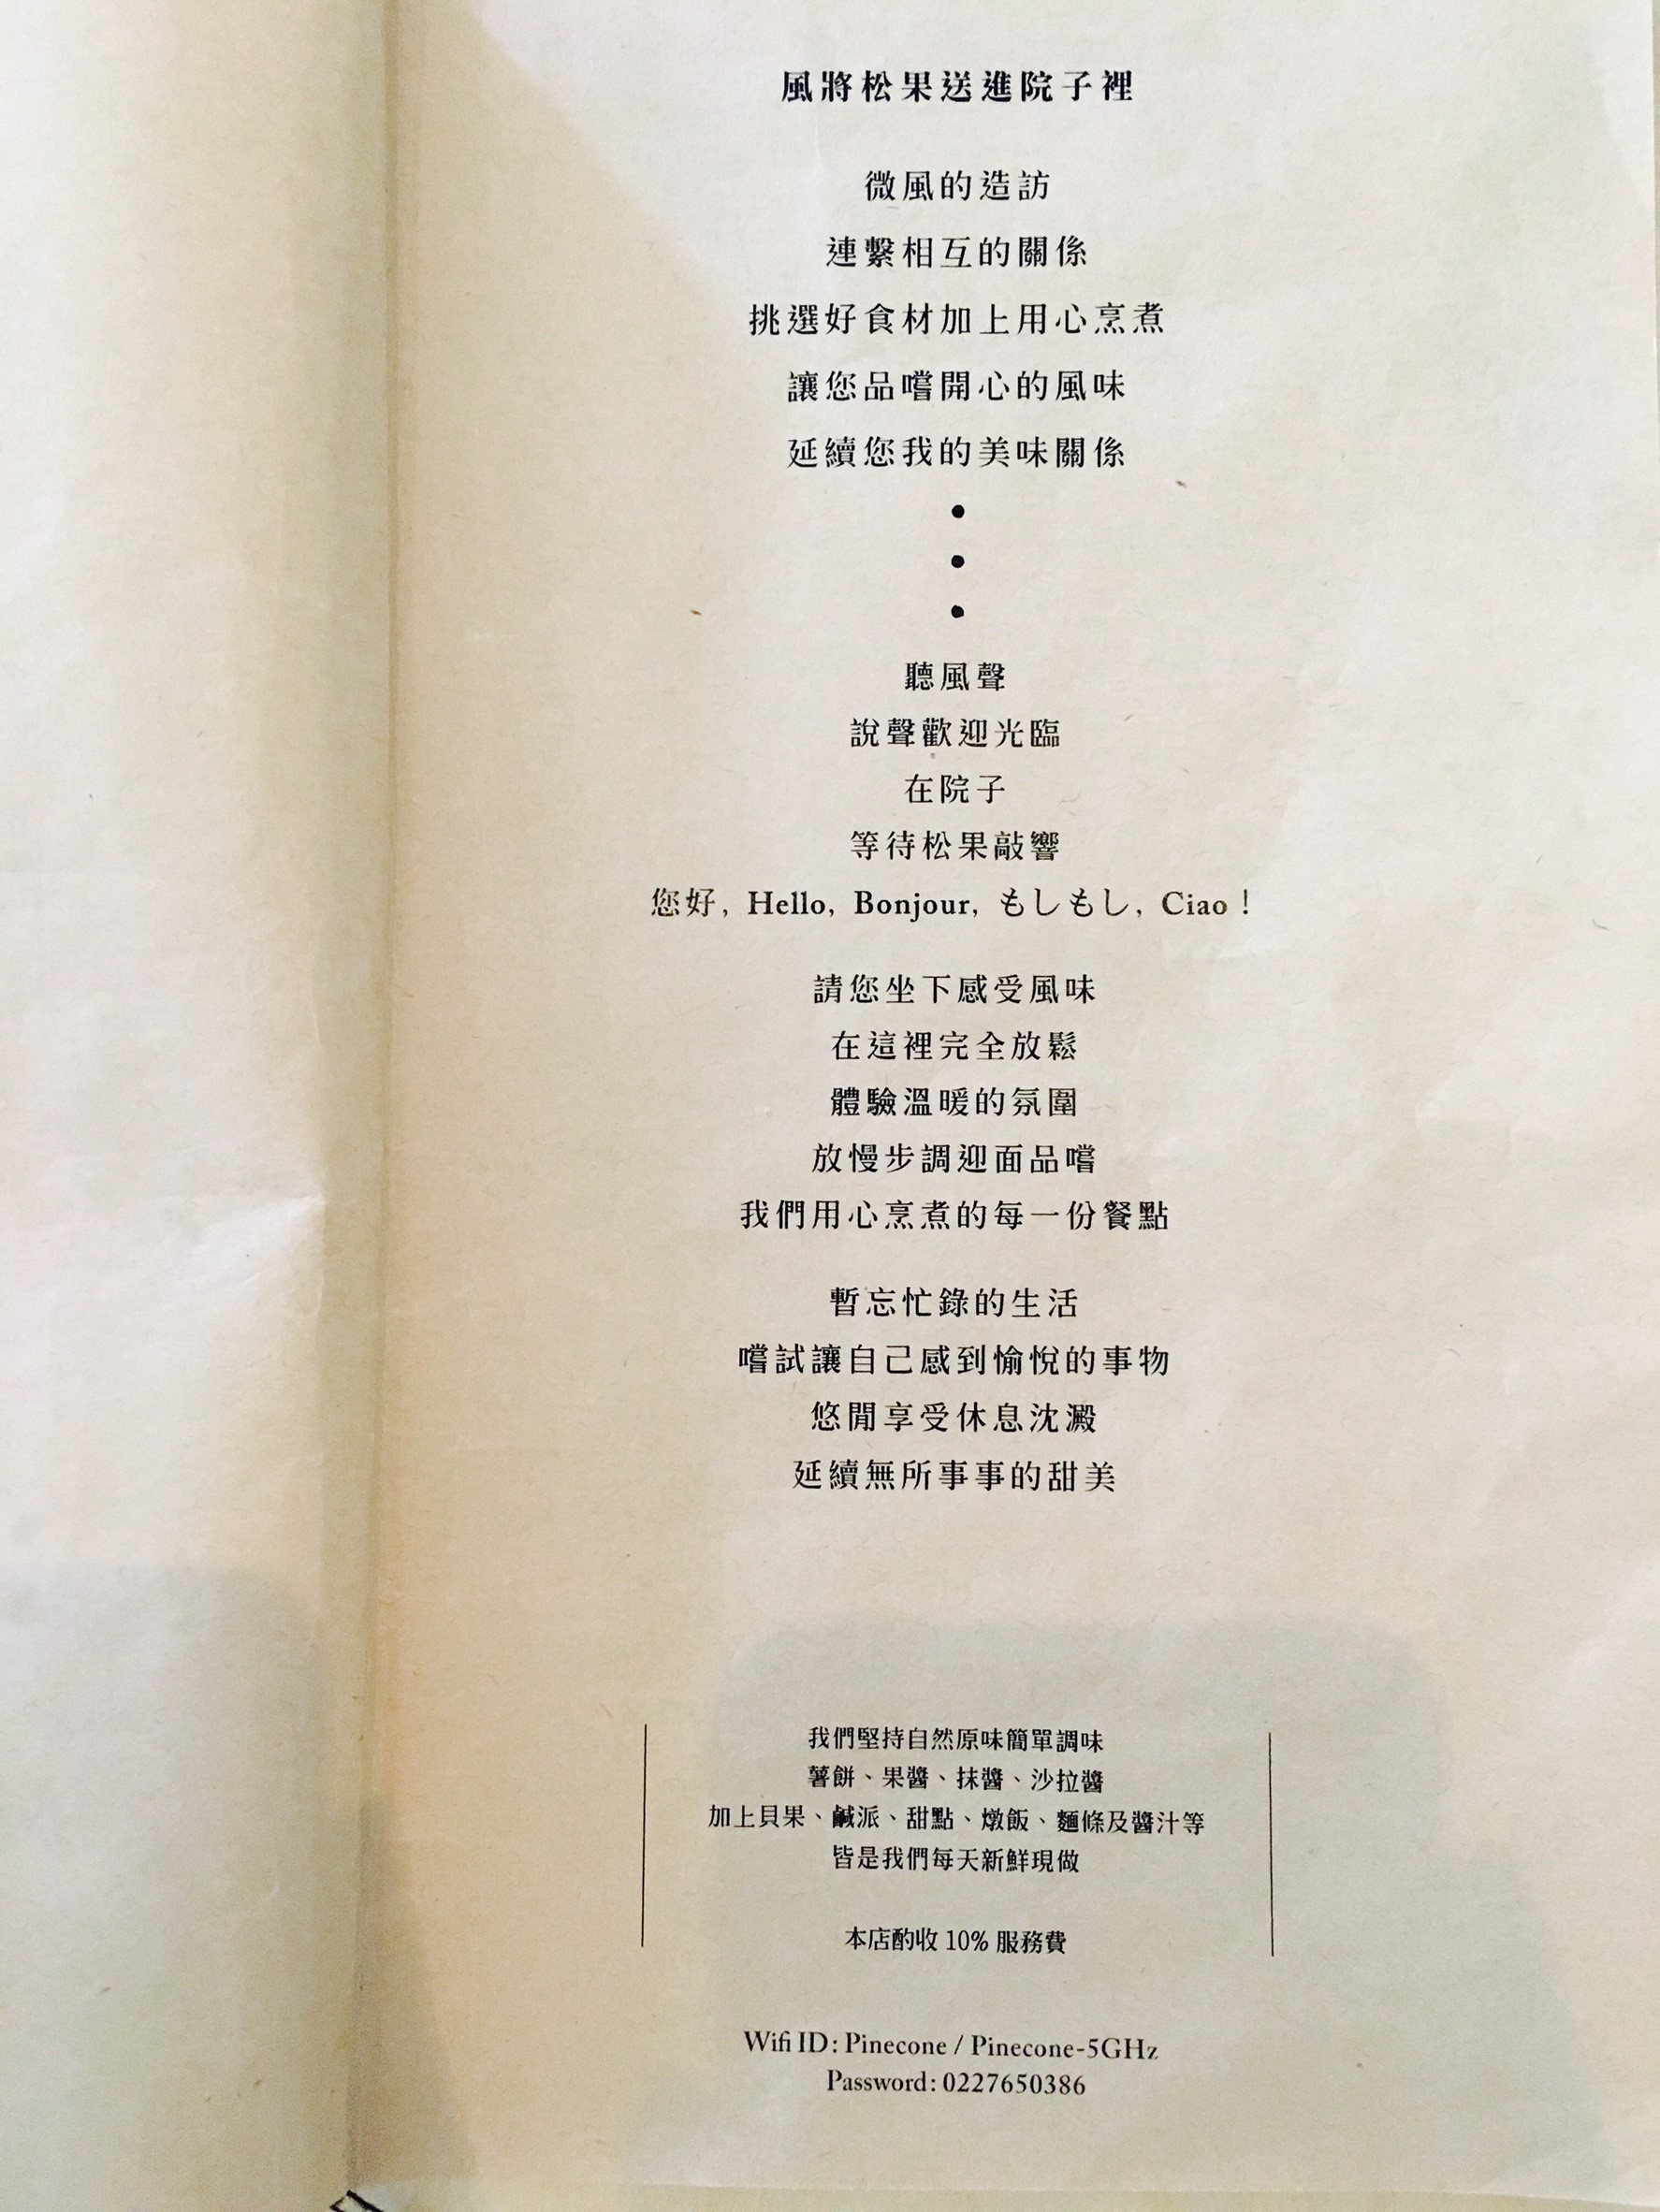 風將松果送進院子裡
微風的造訪
連繫相互的關係
挑選好食材加上用心烹煮
讓您品嚐開心的風味
延續您我的美味關係
•
•
•
聽風聲
說聲歡迎光臨
在院子
等待松果敲響
您好, Hello, Bonjour, もしもし, Ciao！
請您坐下感受風味
在這裡完全放鬆
體驗溫暖的氛圍
放慢步調迎面品嚐
我們用心烹煮的每一份餐點
暫忘忙錄的生活
嚐試讓自己感到愉悅的事物
悠閒享受休息沈澱
延續無所事事的甜美
我們堅持自然原味簡單調味
薯餅、果醬、抹醬、沙拉醬
加上貝果、鹹派、甜點、燉飯、麵條及醬汁等
皆是我們每天新鮮現做
本店酌收 10% 服務費
Wifi ID: Pinecone / Pinecone-5GHz
Password: 0227650386